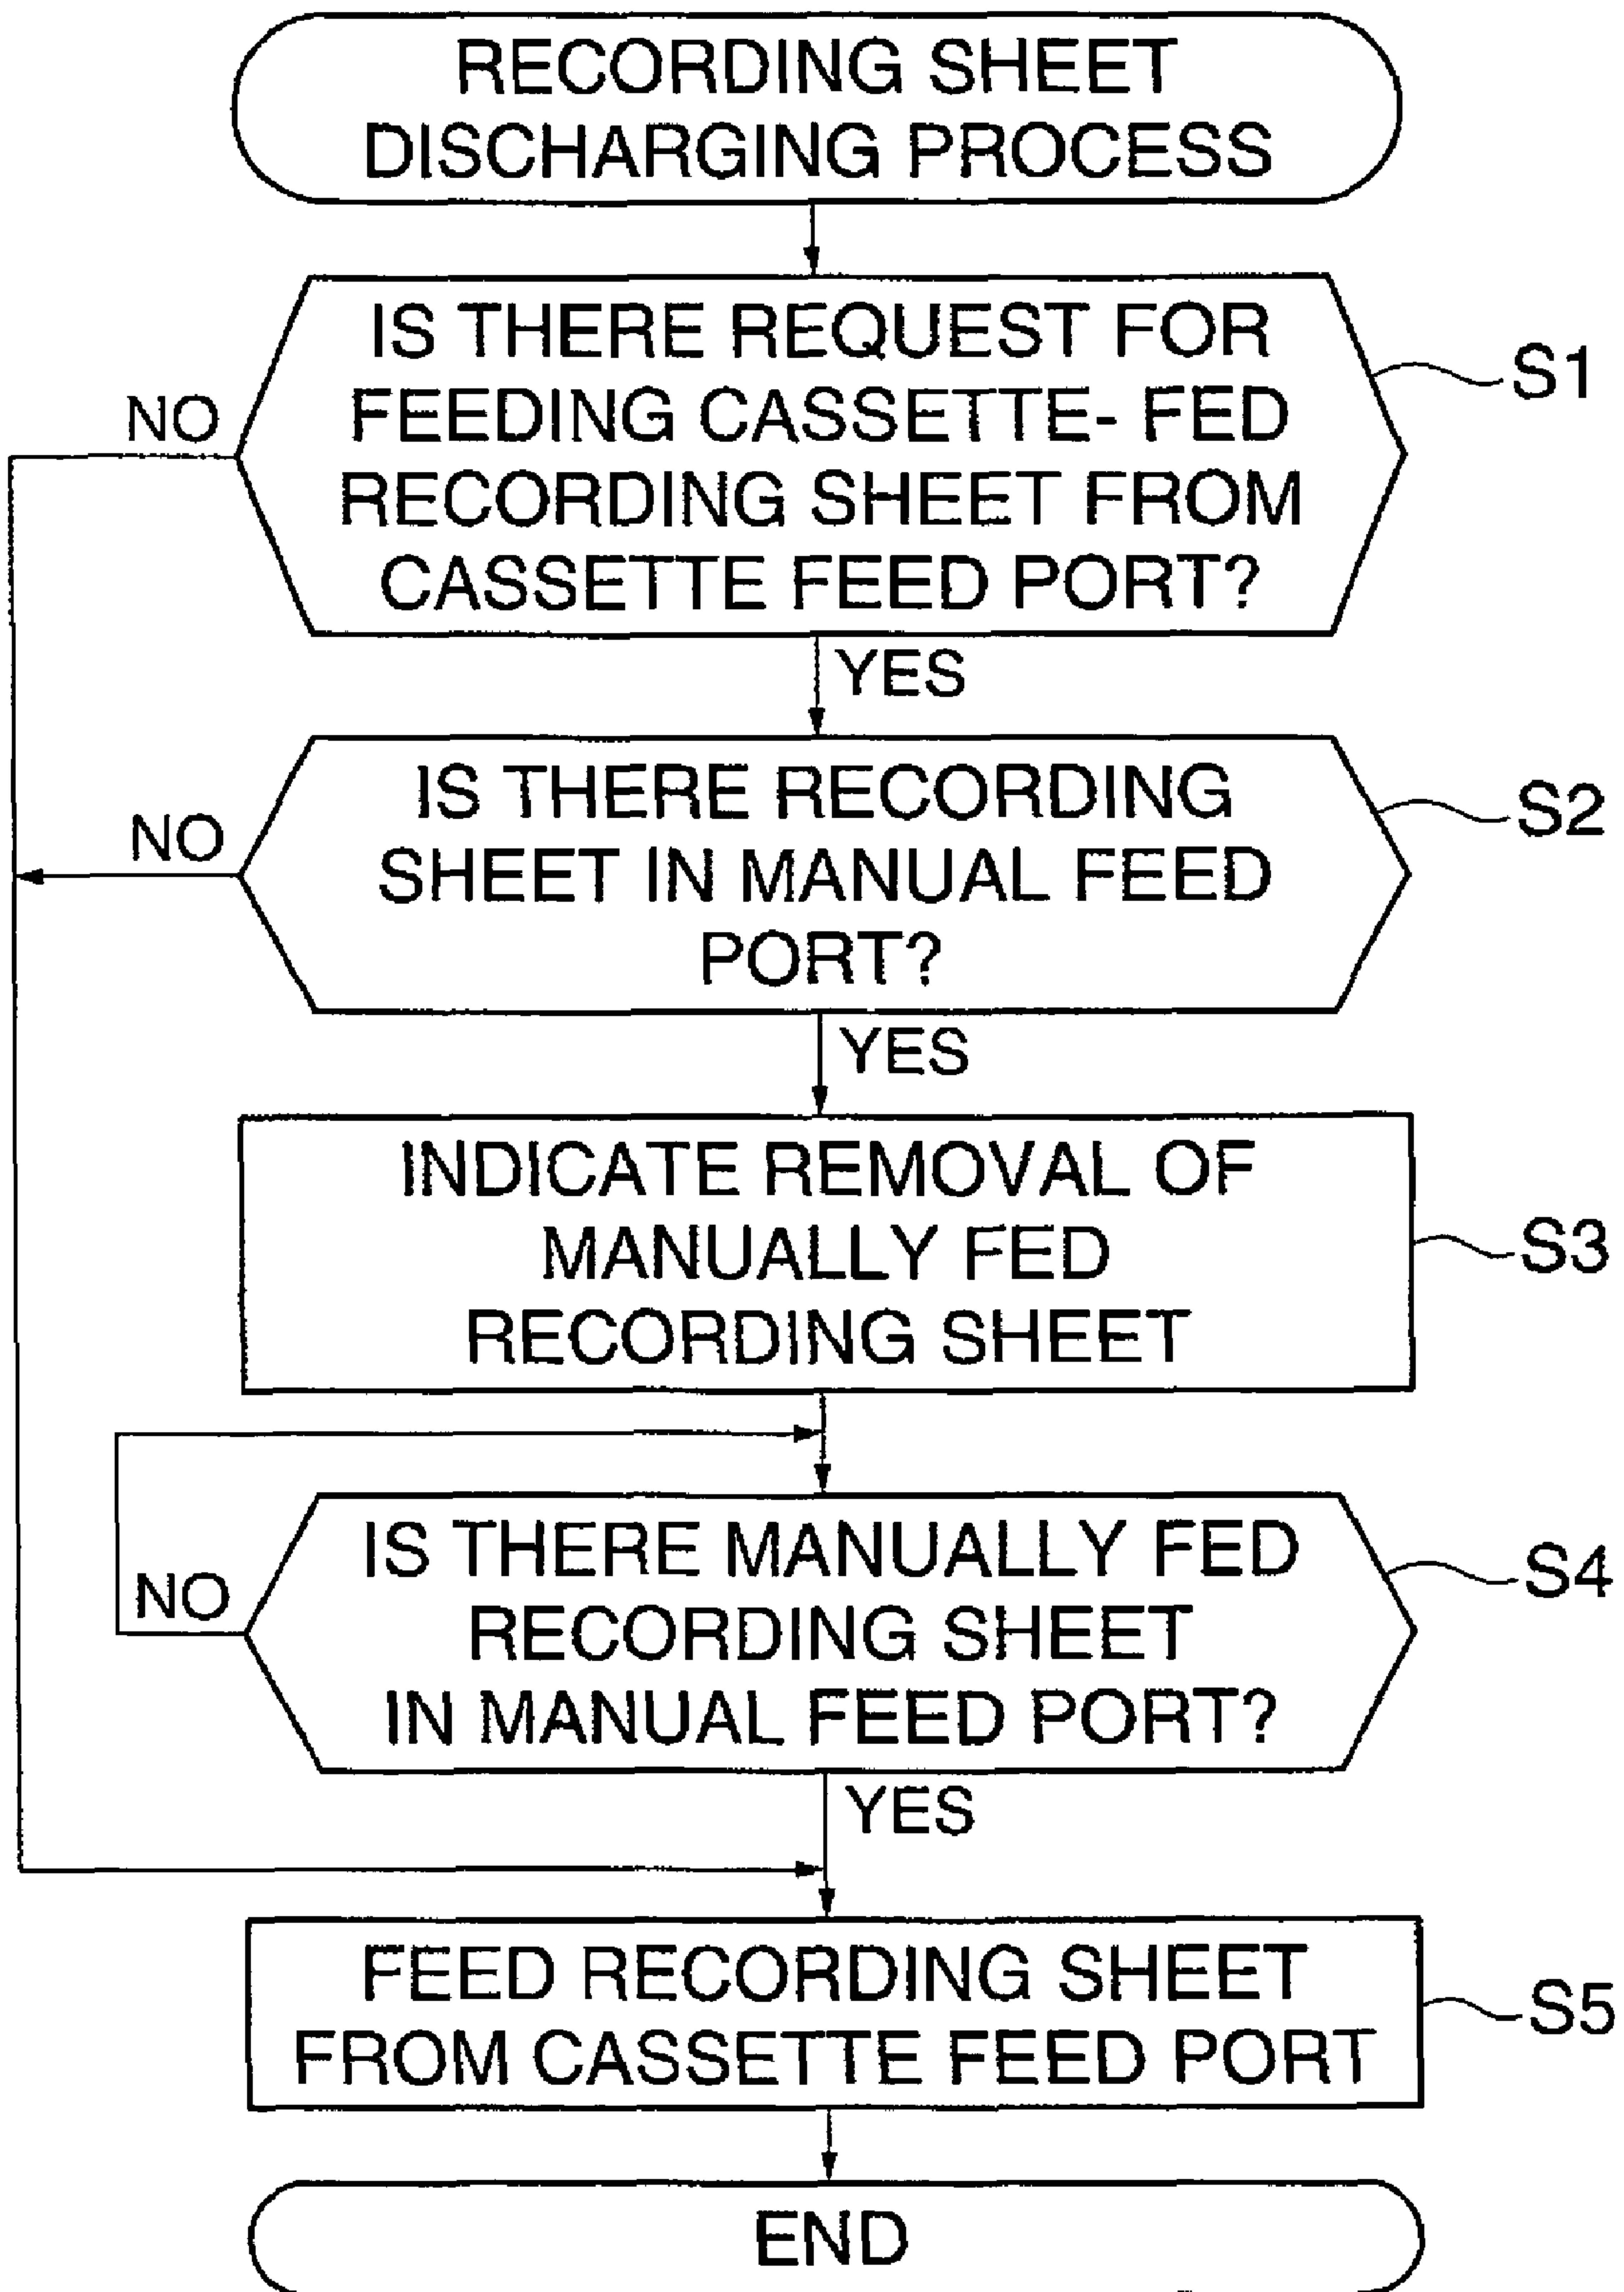 RECORDING SHEET
DISCHARGING PROCESS
IS THERE REQUEST FOR
FEEDING CASSETTE- FED
RECORDING SHEET FROM
CASSETTE FEED PORT?
S1
NO
YES
IS THERE RECORDING
SHEET IN MANUAL FEED
PORT?
S2
NO
YES
INDICATE REMOVAL OF
MANUALLY FED
RECORDING SHEET
S3
IS THERE MANUALLY FED
RECORDING SHEET
IN MANUAL FEED PORT?
S4
NO
YES
FEED RECORDING SHEET
FROM CASSETTE FEED PORT
S5
END